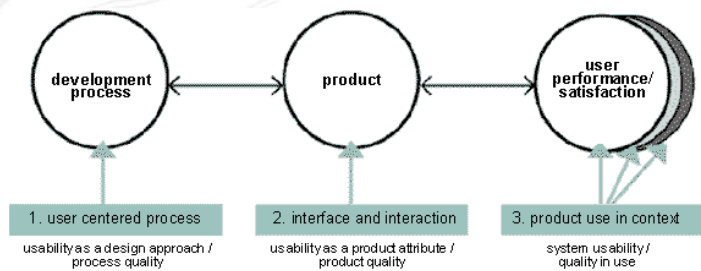 development
process
product
user
performance/
satisfaction
1. user centered process
2. interface and interaction
3. product use in context
usability as a design approach /
process quality
usability as a product attribute /
product quality
system usability /
quality in use